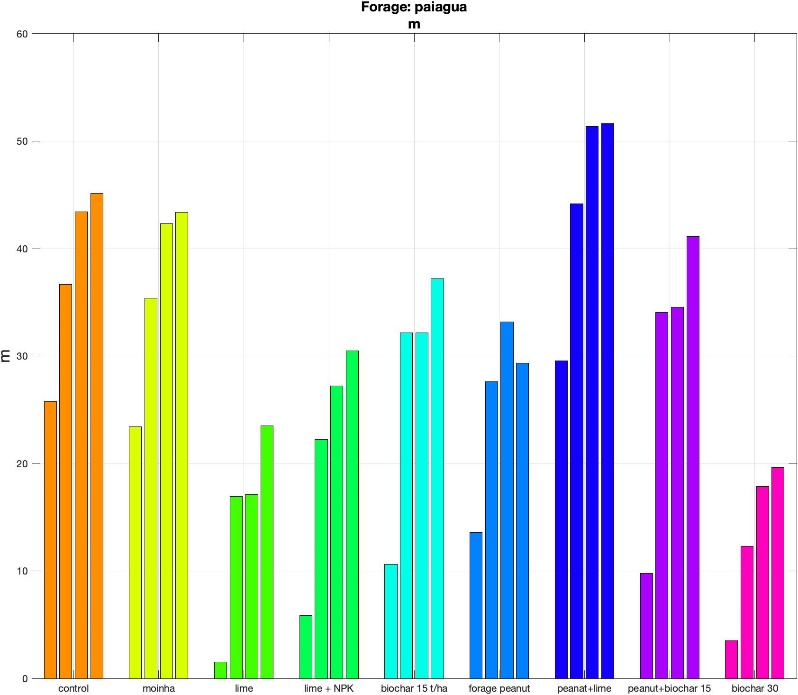 Forage: paiagua
m
60
50
40
30
20
10
0
m
control moinha lime lime + NPK biochar 15 t/ha forage peanut peanat+lime peanut+biochar 15 biochar 30